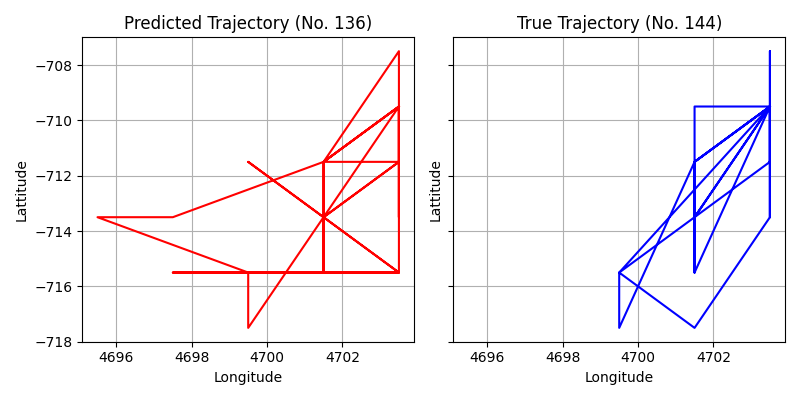 Predicted Trajectory (No. 136)
True Trajectory (No. 144)
−708
−710
−712
−714
−716
−718
Lattitude
Lattitude
4696 4698 4700 4702
4696 4698 4700 4702
Longitude
Longitude